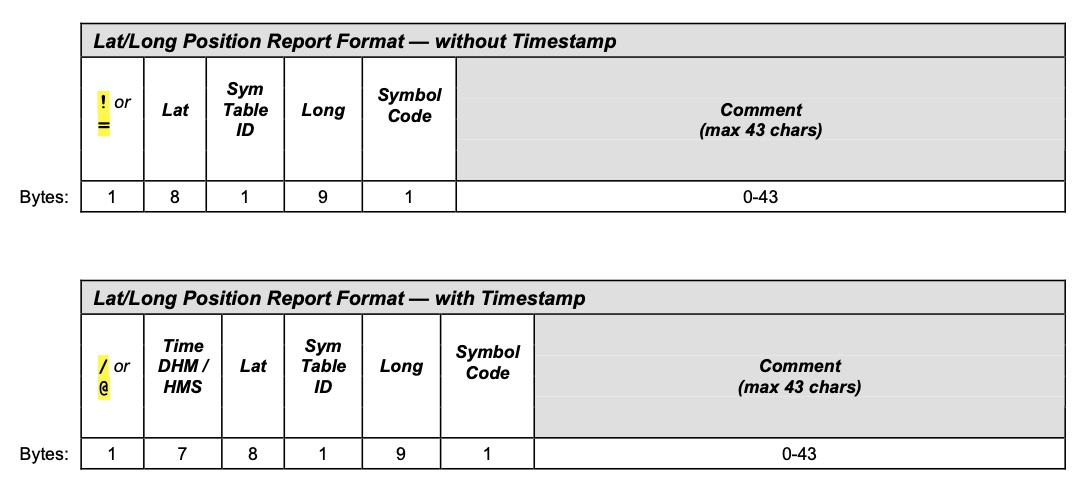 Lat/Long Position Report Format — without Timestamp
! or
=
Lat
Sym
Table
ID
Long
Symbol
Code
Comment
(max 43 chars)
Bytes: 1 8 1 9 1 0-43
Lat/Long Position Report Format — with Timestamp
/ or
@
Time
DHM /
HMS
Lat
Sym
Table
ID
Long
Symbol
Code
Comment
(max 43 chars)
Bytes: 1 7 8 1 9 1 0-43